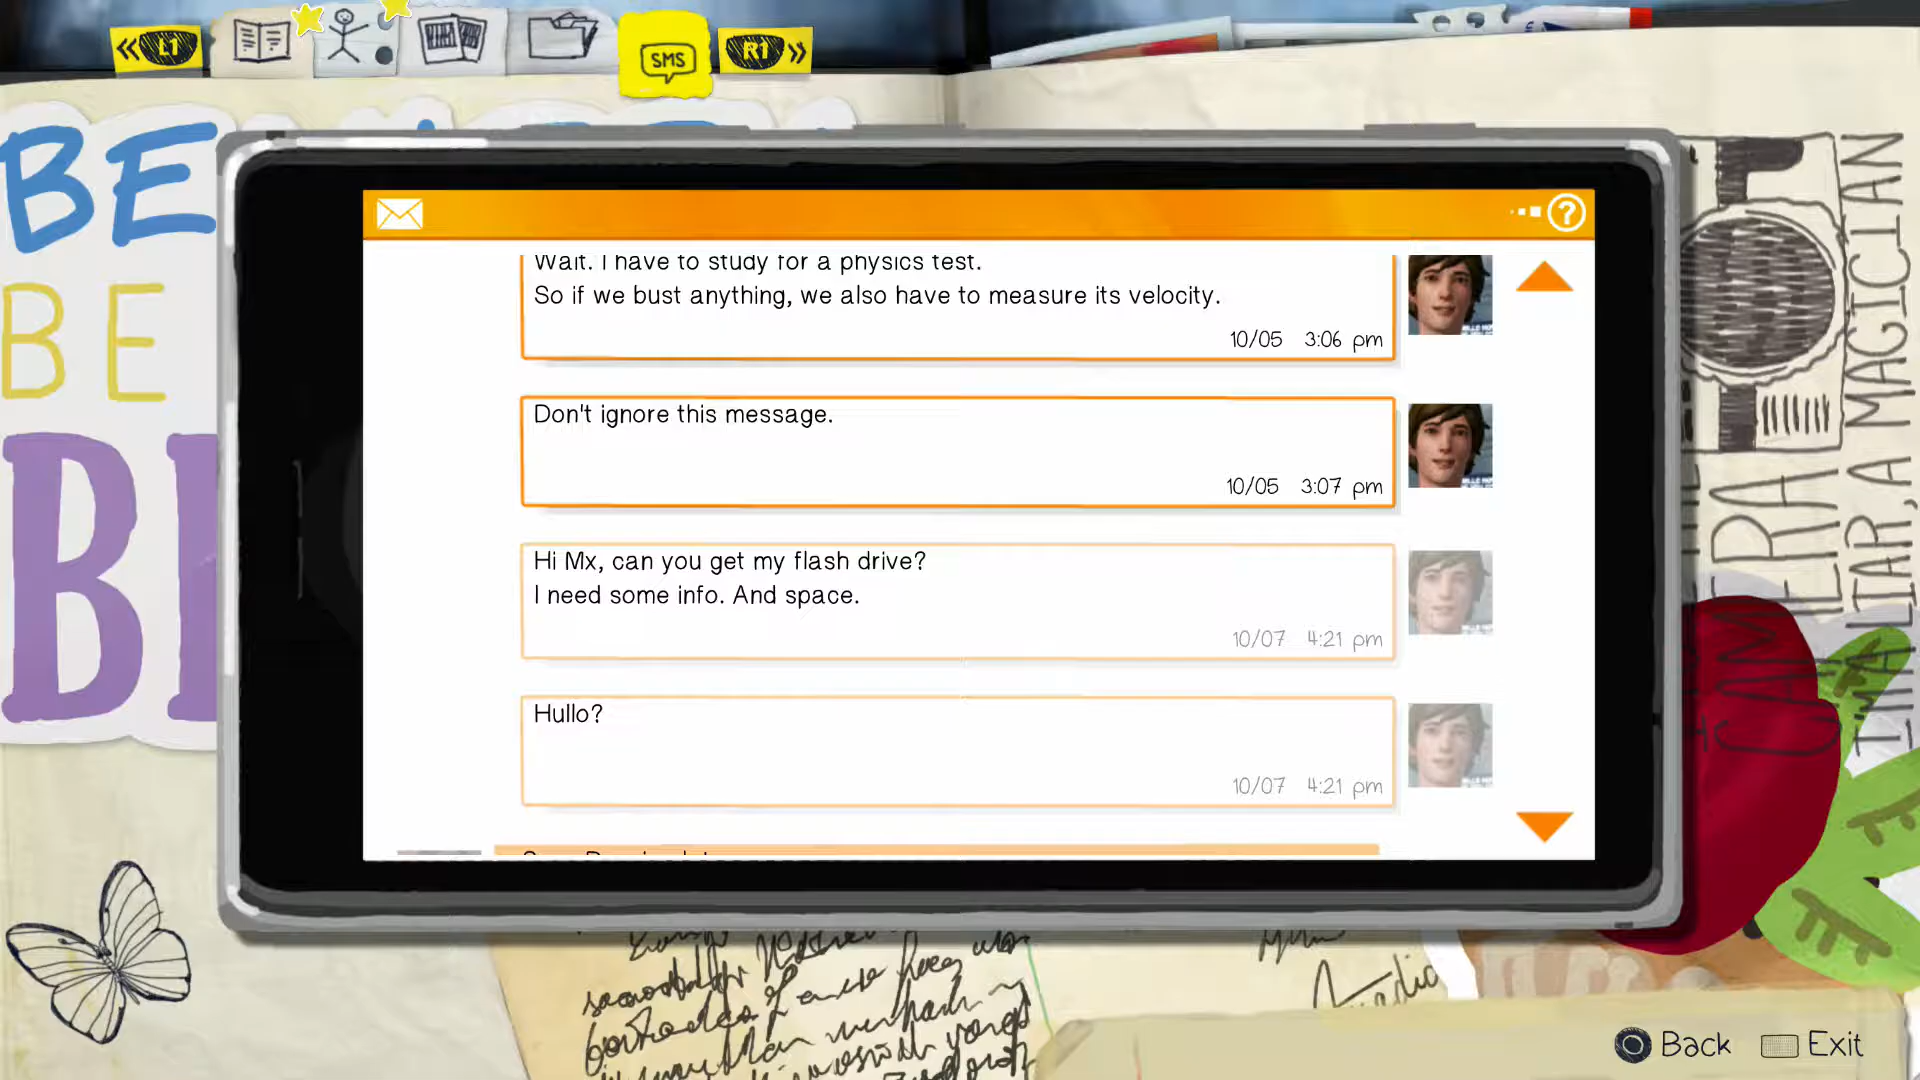 L1
SMS
R1
BE
BE
Wait. I have to study for a physics test.
So if we bust anything, we also have to measure its velocity.
10/05 3:06 pm
Don't ignore this message.
10/05 3:07 pm
Hi Mx, can you get my flash drive?
I need some info. And space.
10/07 4:21 pm
Hullo?
10/07 4:21 pm
CAMERA
LIAR, A MAGICIAN
Back
Exit